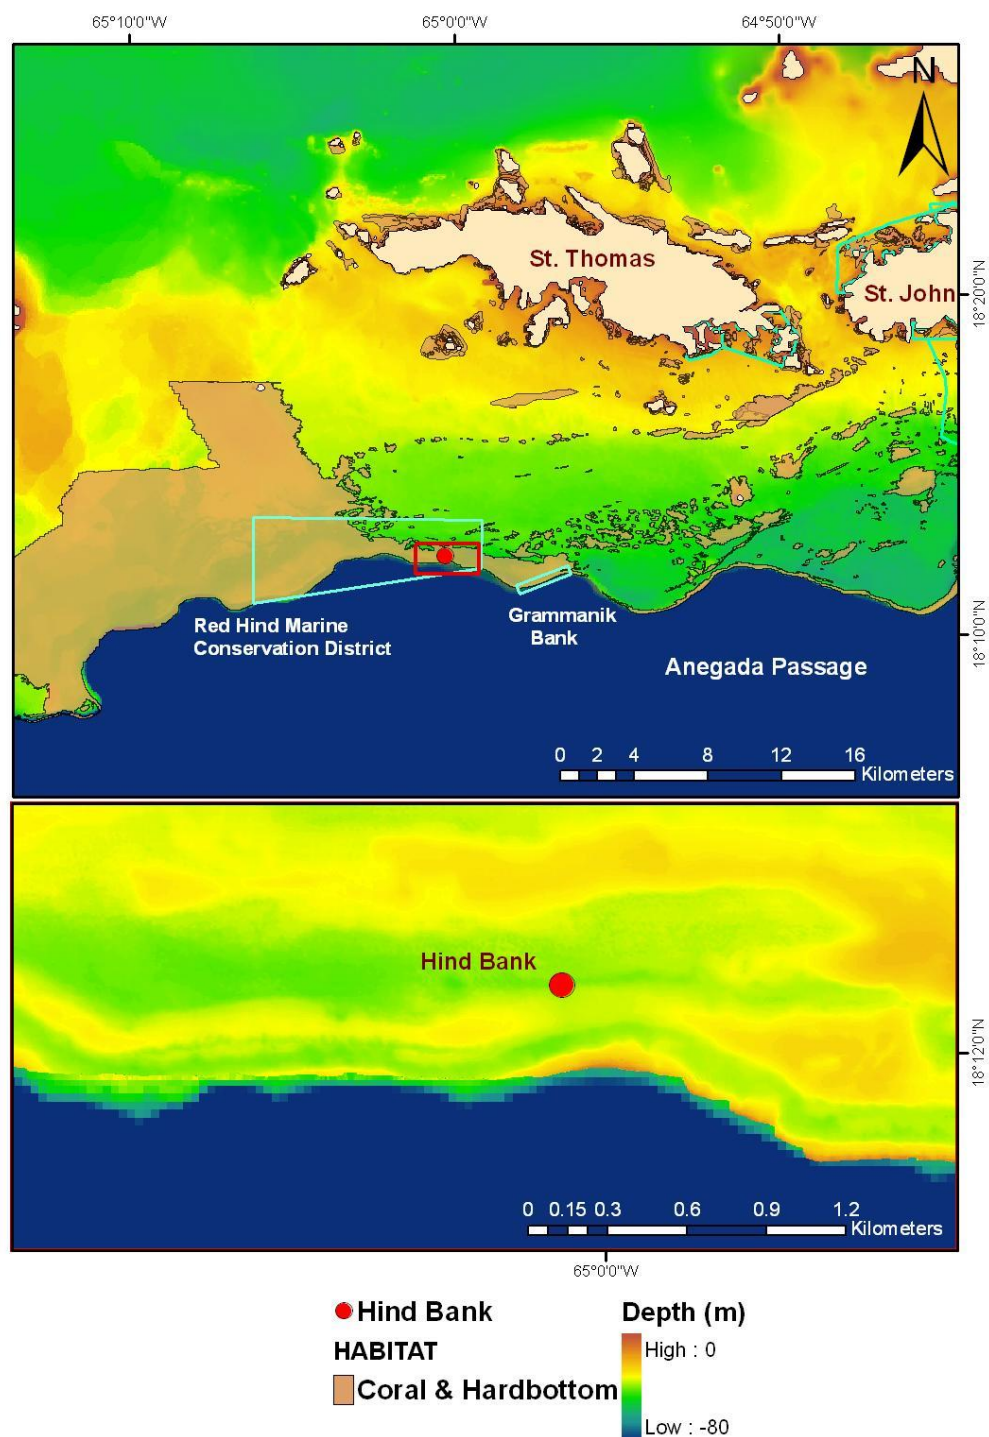 65°10'0"W 65°0'0"W 64°50'0"W
N
St. Thomas
St. John
18°20'0"N
Red Hind Marine
Conservation District
Grammanik
Bank
18°10'0"N
Anegada Passage
0 2 4 8 12 16
Kilometers
Hind Bank
18°12'0"N
0 0.15 0.3 0.6 0.9 1.2
Kilometers
65°0'0"W
Hind Bank
HABITAT
Coral & Hardbottom
Depth (m)
High : 0
Low : -80